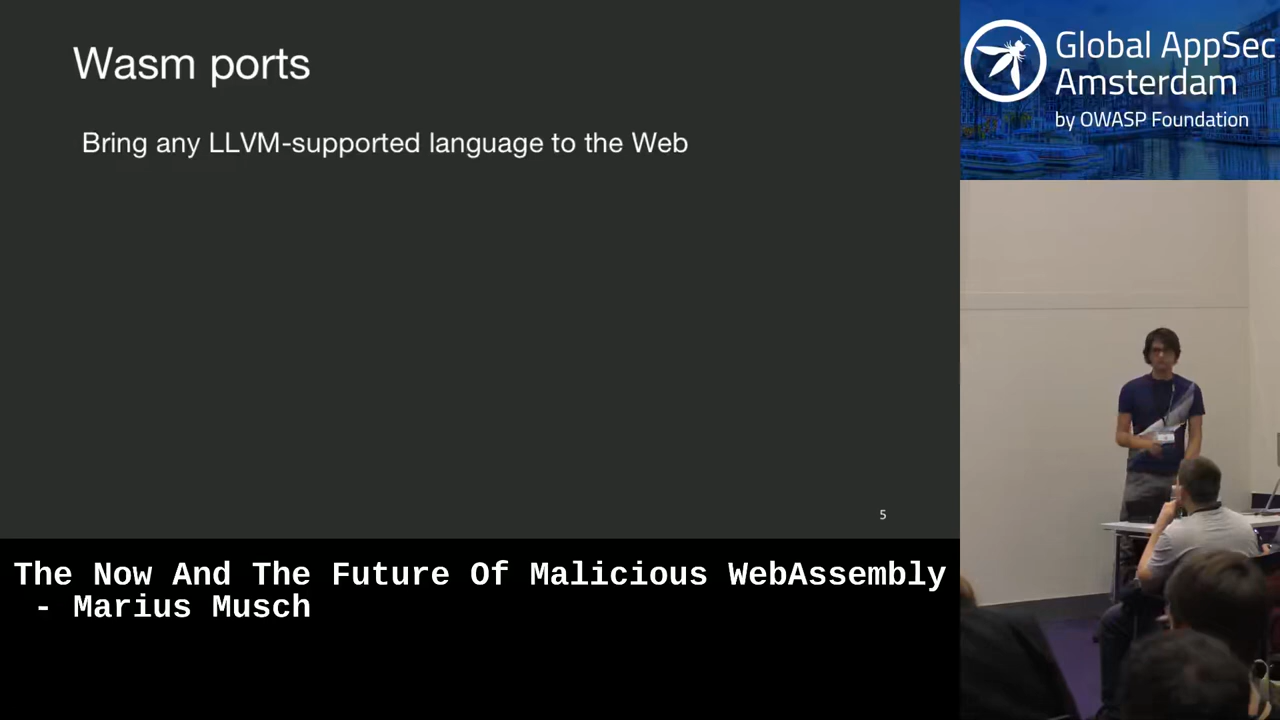 Wasm ports
Bring any LLVM-supported language to the Web
5
The Now And The Future Of Malicious WebAssembly
- Marius Musch
Global AppSec
Amsterdam
by OWASP Foundation